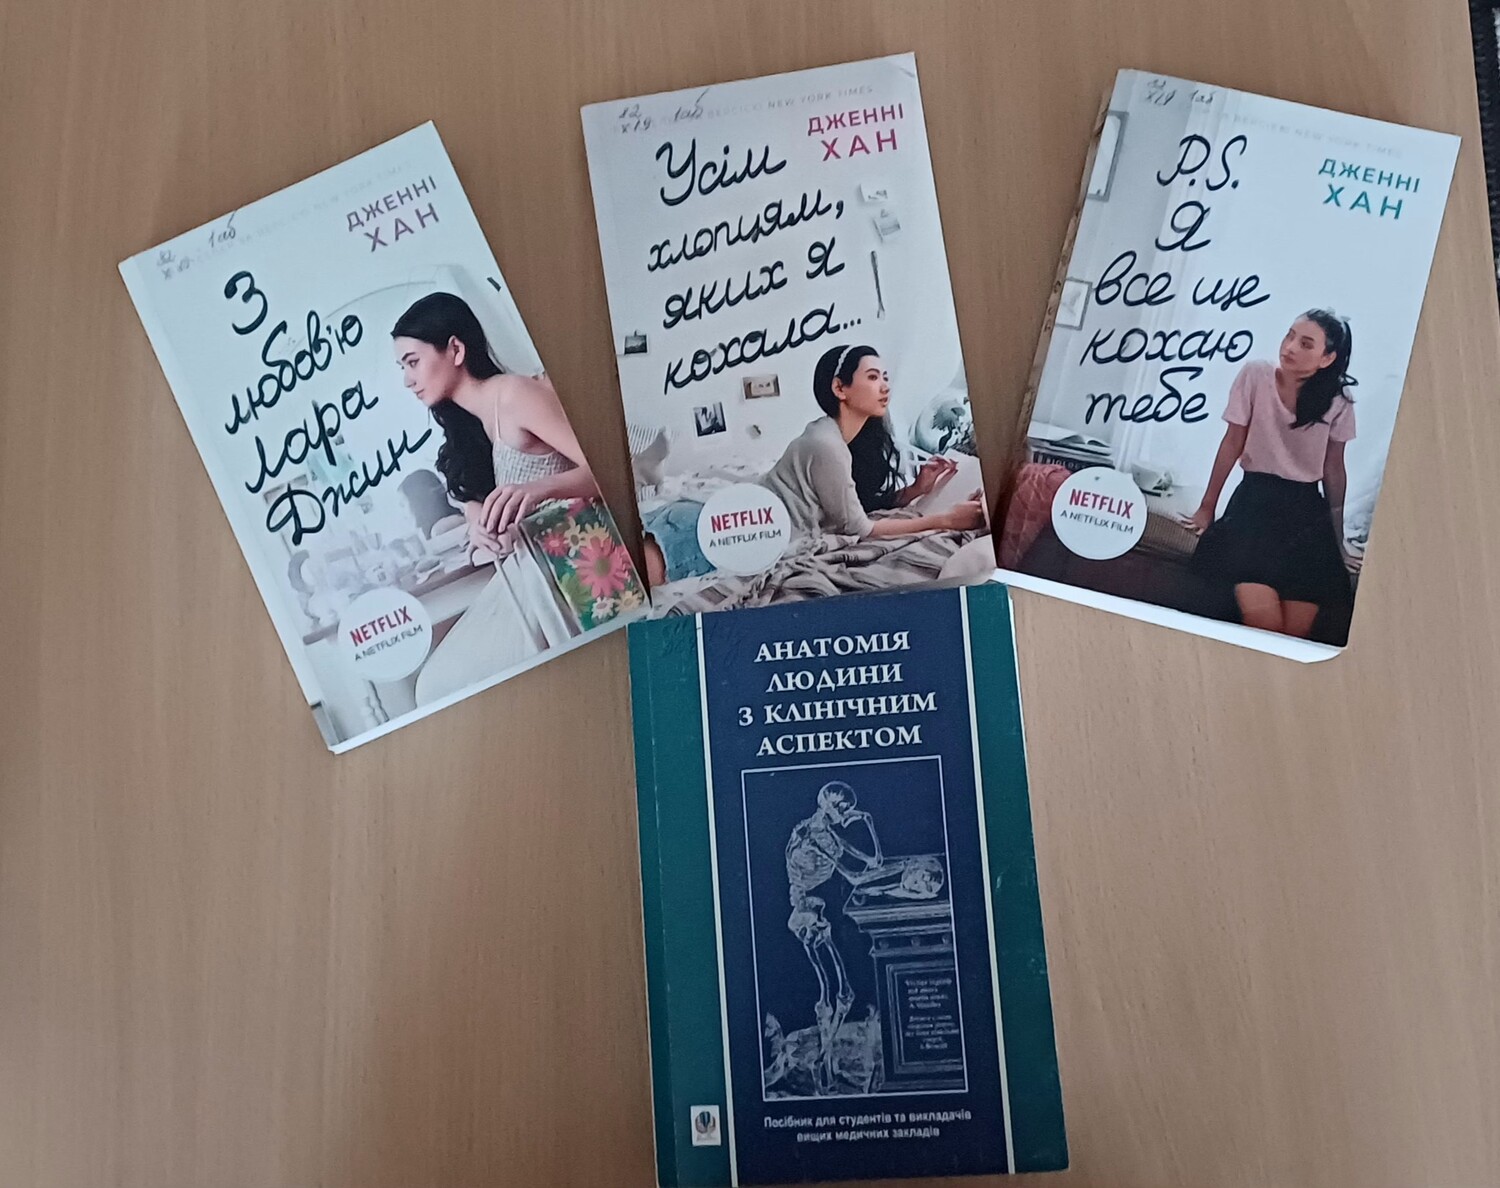 ДЖЕННІ
ХАН
З
любов'ю
Лара
Джин
NETFLIX
A NETFLIX FILM
NEW YORK TIMES
ДЖЕННІ
ХАН
Усім
хлопцям,
яких я
кохала...
NETFLIX
A NETFLIX FILM
NEW YORK TIMES
ДЖЕННІ
ХАН
P.S.
Я
все ще
кохаю
тебе
NETFLIX
A NETFLIX FILM
АНАТОМІЯ
ЛЮДИНИ
З КЛІНІЧНИМ
АСПЕКТОМ
Посібник для студентів та викладачів
вищих медичних закладів